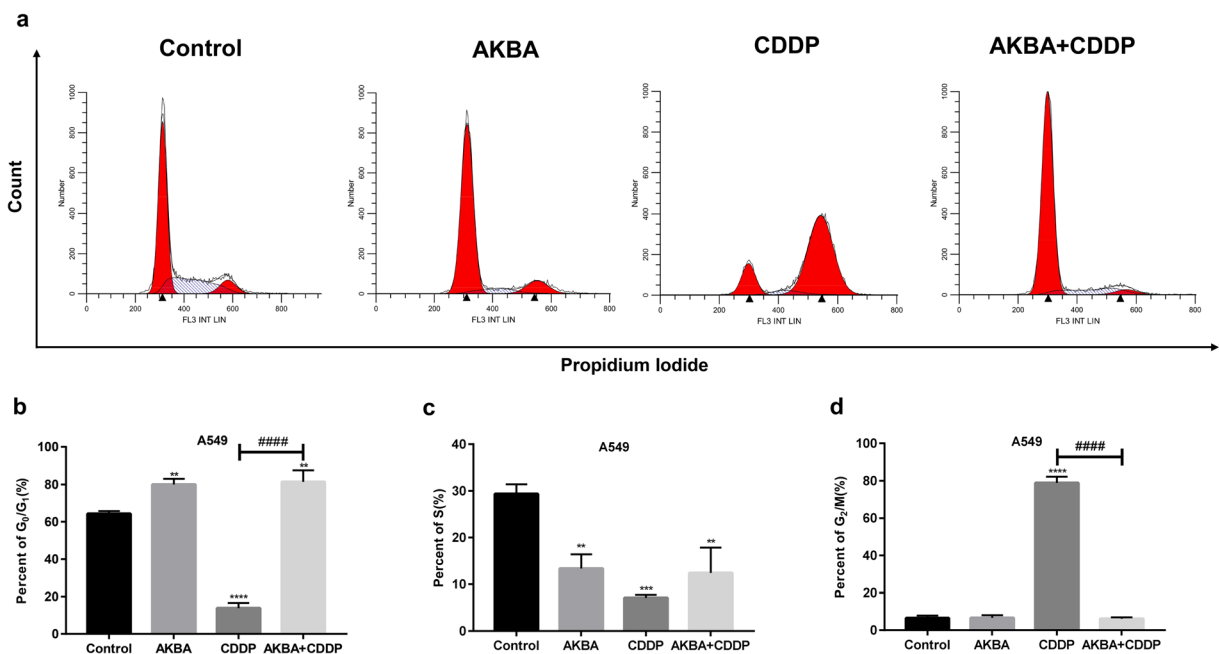 a
Control
AKBA
CDDP
AKBA+CDDP
Count
Number
0 200 400 600 800 1000
0 200 400 600 800
FL3 INT LIN
Number
0 200 400 600 800 1000
0 200 400 600 800
FL3 INT LIN
Number
0 200 400 600 800 1000
0 200 400 600 800
FL3 INT LIN
Number
0 200 400 600 800 1000
0 200 400 600 800
FL3 INT LIN
Propidium Iodide
b
A549
####
Percent of G₀/G₁(%)
100
80
60
40
20
0
**
****
**
Control AKBA CDDP AKBA+CDDP
c
A549
Percent of S(%)
40
30
20
10
0
**
***
**
Control AKBA CDDP AKBA+CDDP
d
A549
####
Percent of G₂/M(%)
100
80
60
40
20
0
****
Control AKBA CDDP AKBA+CDDP